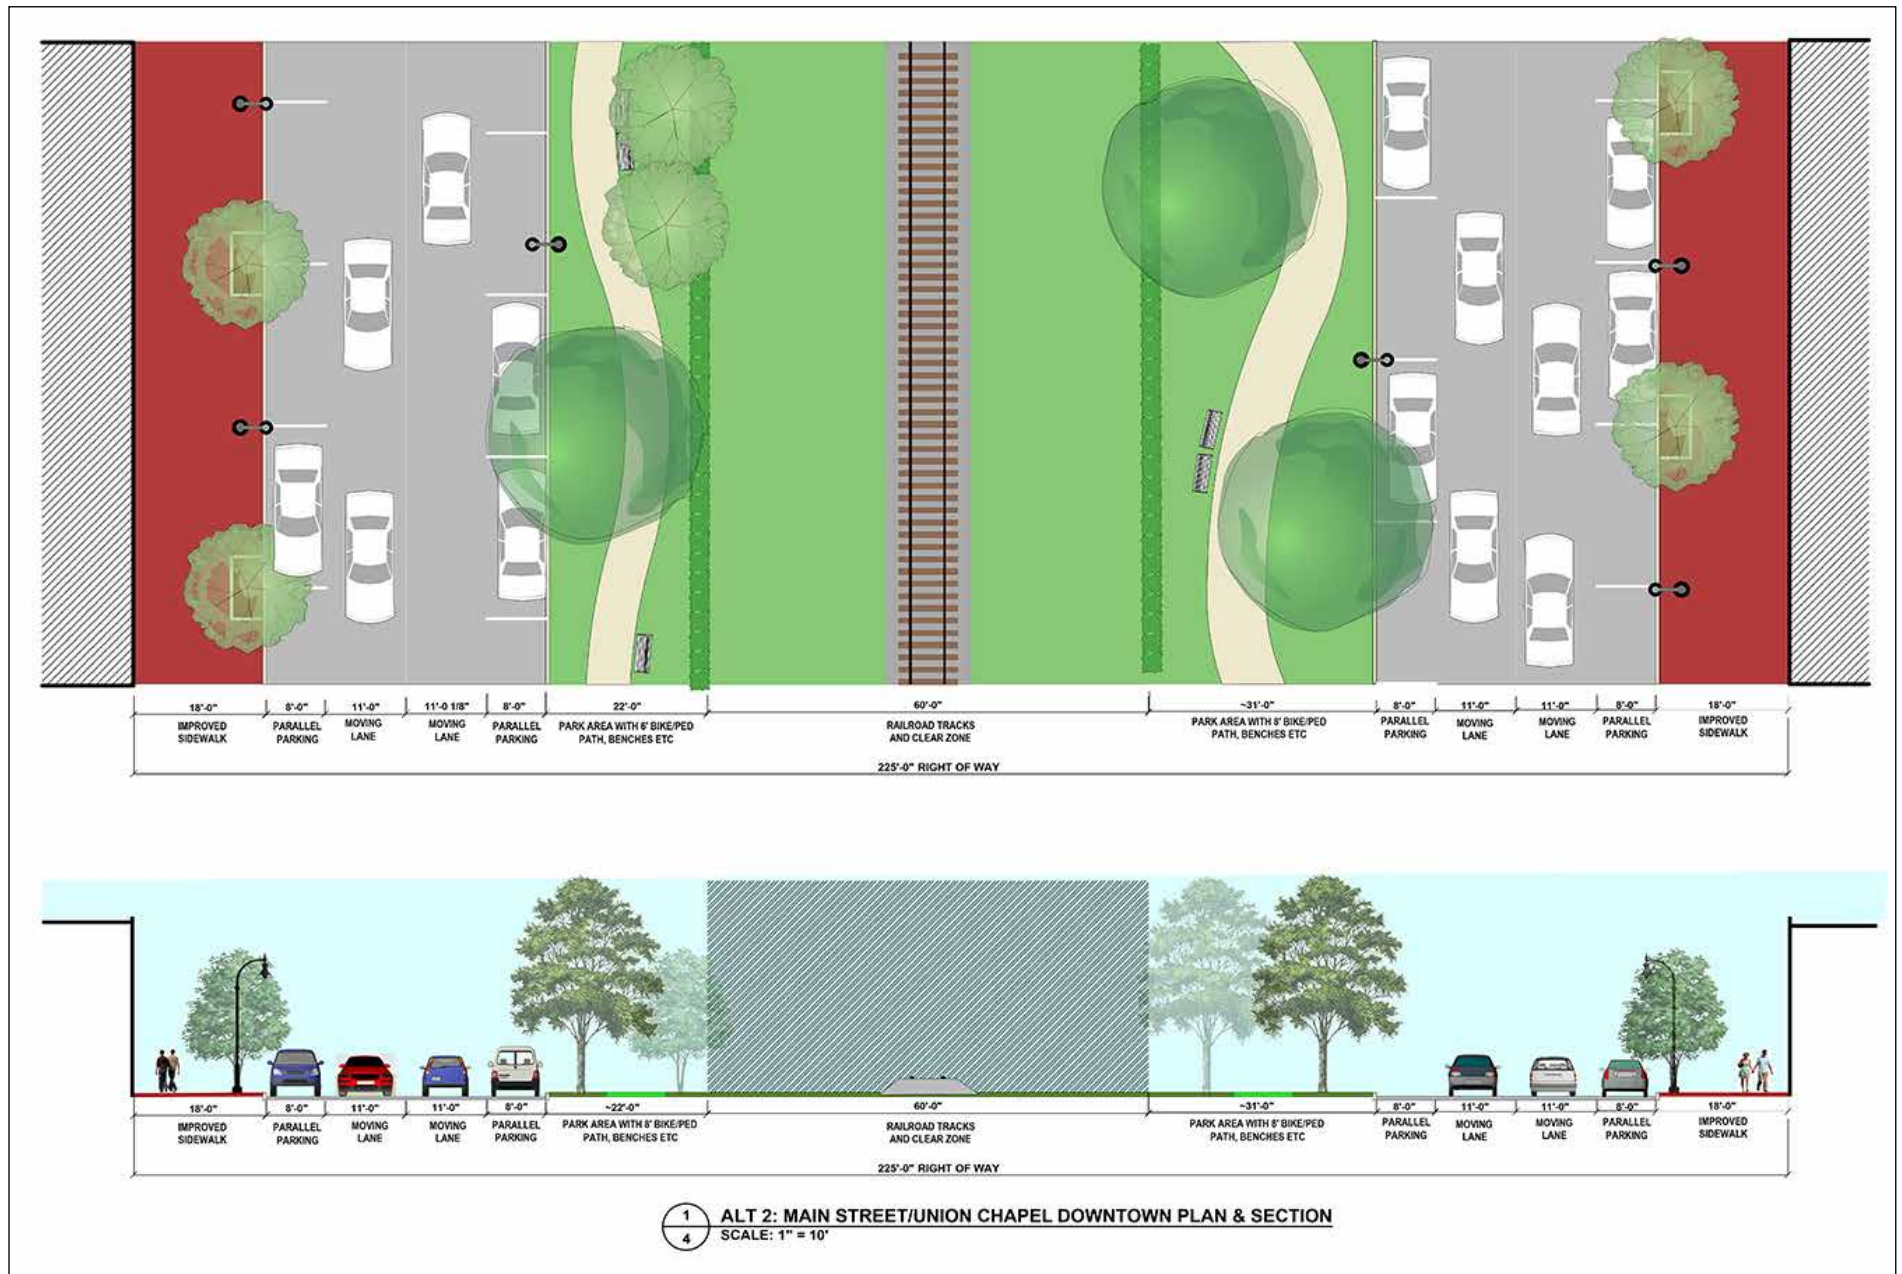 18'-0" 8'-0" 11'-0" 11'-0 1/8" 8'-0" 22'-0" 60'-0" ~31'-0" 8'-0" 11'-0" 11'-0" 8'-0" 18'-0"
IMPROVED SIDEWALK
PARALLEL PARKING
MOVING LANE
MOVING LANE
PARALLEL PARKING
PARK AREA WITH 6' BIKE/PED
PATH, BENCHES ETC
RAILROAD TRACKS
AND CLEAR ZONE
PARK AREA WITH 8' BIKE/PED
PATH, BENCHES ETC
PARALLEL PARKING
MOVING LANE
MOVING LANE
PARALLEL PARKING
IMPROVED SIDEWALK
225'-0" RIGHT OF WAY
18'-0" 8'-0" 11'-0" 11'-0" 8'-0" ~22'-0" 60'-0" ~31'-0" 8'-0" 11'-0" 11'-0" 8'-0" 18'-0"
IMPROVED SIDEWALK
PARALLEL PARKING
MOVING LANE
MOVING LANE
PARALLEL PARKING
PARK AREA WITH 8' BIKE/PED
PATH, BENCHES ETC
RAILROAD TRACKS
AND CLEAR ZONE
PARK AREA WITH 8' BIKE/PED
PATH, BENCHES ETC
PARALLEL PARKING
MOVING LANE
MOVING LANE
PARALLEL PARKING
IMPROVED SIDEWALK
225'-0" RIGHT OF WAY
1
4
ALT 2: MAIN STREET/UNION CHAPEL DOWNTOWN PLAN & SECTION
SCALE: 1" = 10'